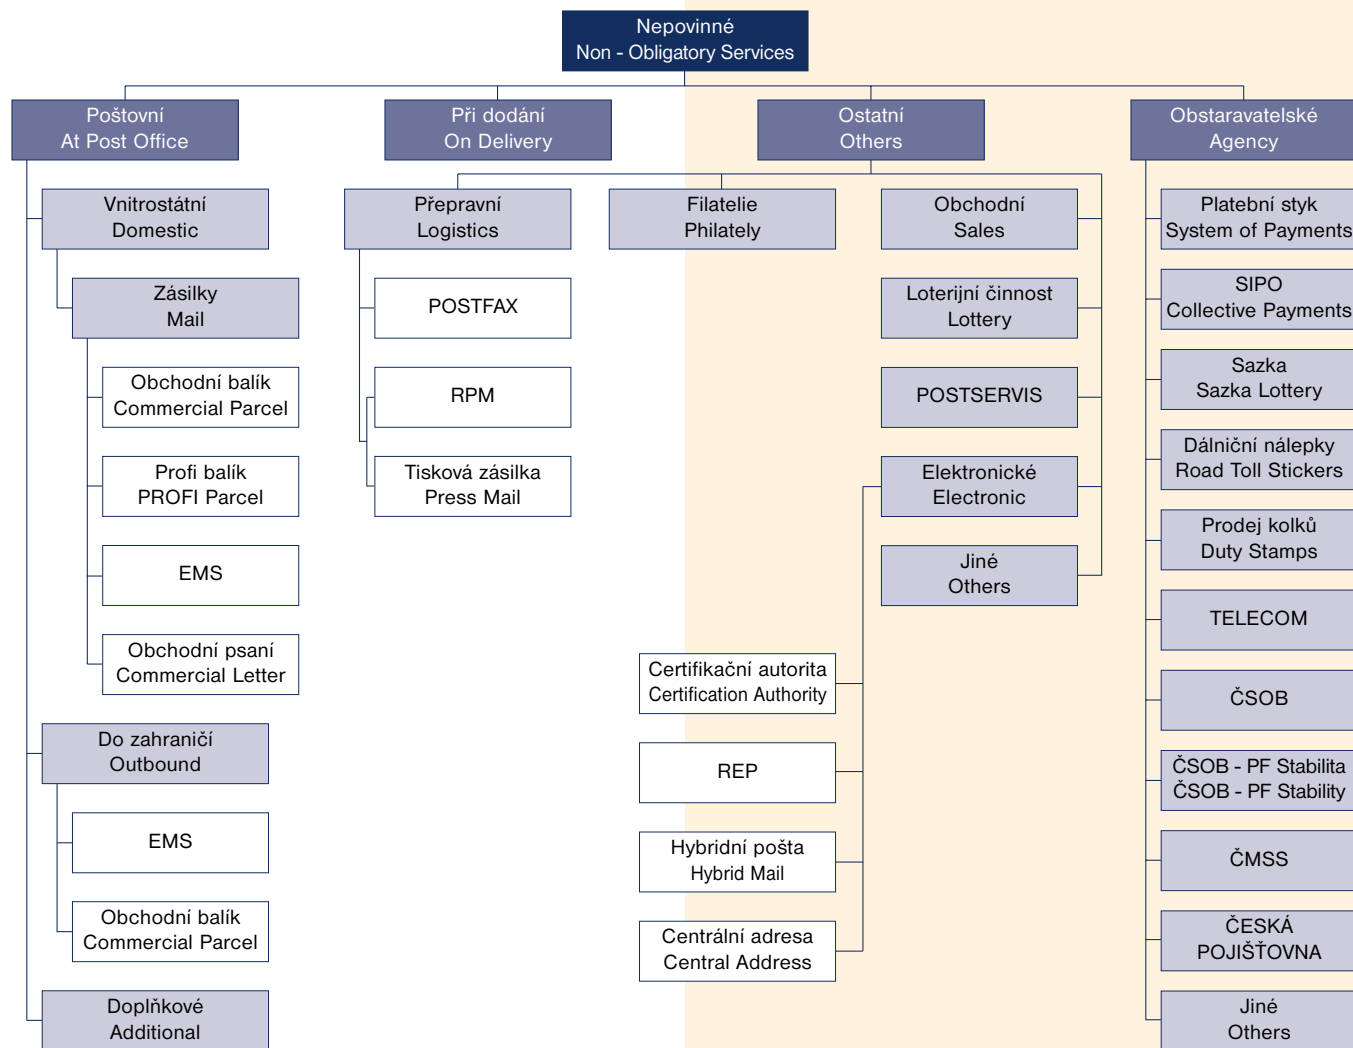 Nepovinné
Non - Obligatory Services
Poštovní
At Post Office
Při dodání
On Delivery
Ostatní
Others
Obstaravatelské
Agency
Vnitrostátní
Domestic
Zásilky
Mail
Obchodní balík
Commercial Parcel
Profi balík
PROFI Parcel
EMS
Obchodní psaní
Commercial Letter
Do zahraničí
Outbound
EMS
Obchodní balík
Commercial Parcel
Doplňkové
Additional
Přepravní
Logistics
POSTFAX
RPM
Tisková zásilka
Press Mail
Filatelie
Philately
Obchodní
Sales
Loterijní činnost
Lottery
POSTSERVIS
Elektronické
Electronic
Jiné
Others
Certifikační autorita
Certification Authority
REP
Hybridní pošta
Hybrid Mail
Centrální adresa
Central Address
Platební styk
System of Payments
SIPO
Collective Payments
Sazka
Sazka Lottery
Dálniční nálepky
Road Toll Stickers
Prodej kolků
Duty Stamps
TELECOM
ČSOB
ČSOB - PF Stabilita
ČSOB - PF Stability
ČMSS
ČESKÁ
POJIŠŤOVNA
Jiné
Others